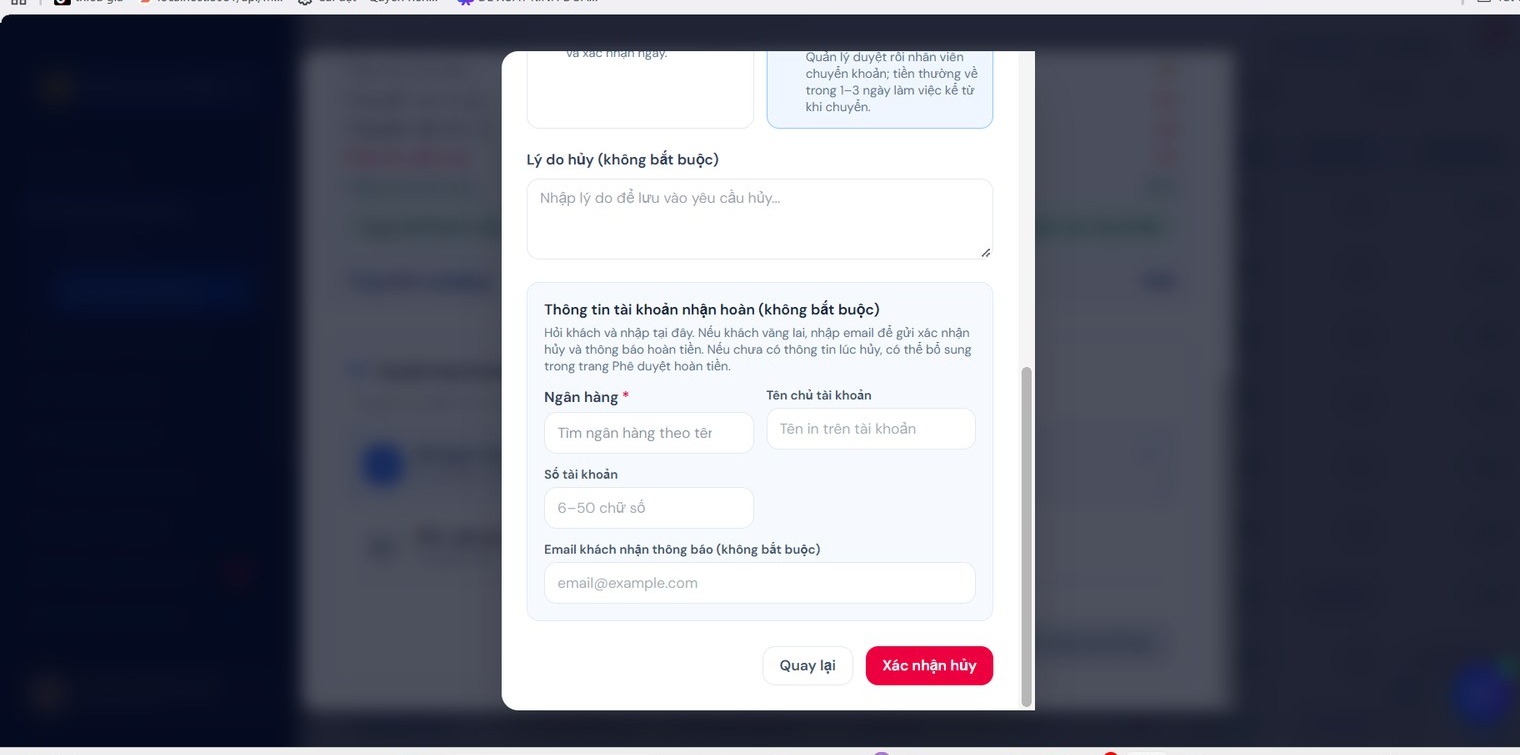 và xác nhận ngay.
Quản lý duyệt rồi nhân viên
chuyển khoản; tiền thường về
trong 1–3 ngày làm việc kể từ
khi chuyển.
Lý do hủy (không bắt buộc)
Nhập lý do để lưu vào yêu cầu hủy...
Thông tin tài khoản nhận hoàn (không bắt buộc)
Hỏi khách và nhập tại đây. Nếu khách vãng lai, nhập email để gửi xác nhận
hủy và thông báo hoàn tiền. Nếu chưa có thông tin lúc hủy, có thể bổ sung
trong trang Phê duyệt hoàn tiền.
Ngân hàng *
Tên chủ tài khoản
Tìm ngân hàng theo tên
Tên in trên tài khoản
Số tài khoản
6–50 chữ số
Email khách nhận thông báo (không bắt buộc)
email@example.com
Quay lại
Xác nhận hủy